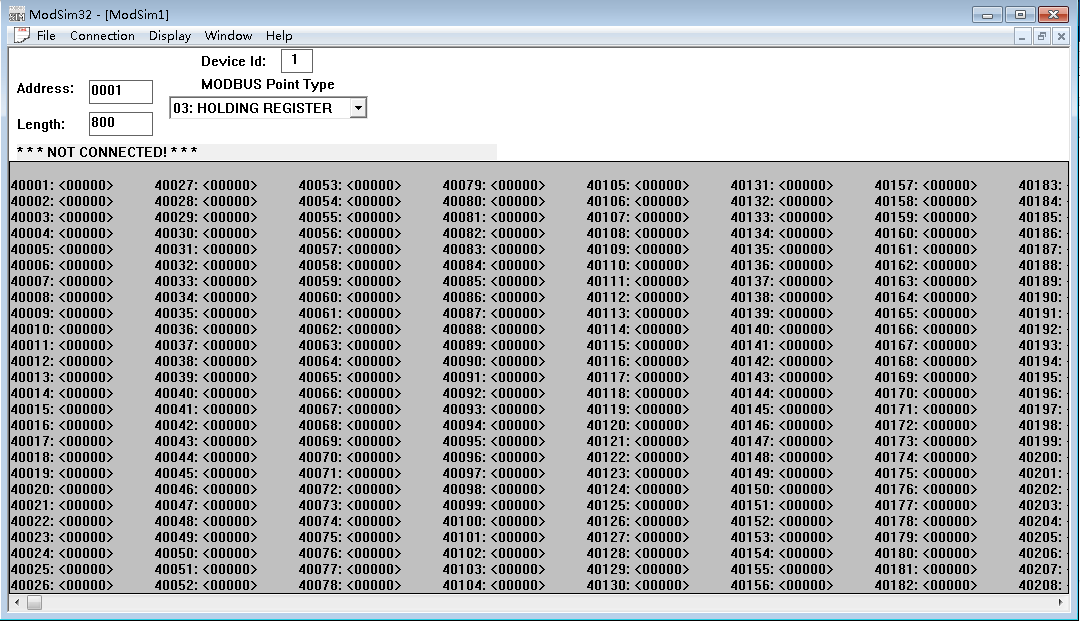 ModSim32 - [ModSim1]
File Connection Display Window Help
Device Id: 1
Address: 0001
MODBUS Point Type
03: HOLDING REGISTER
Length: 800
* * * NOT CONNECTED! * * *
40001: <00000> 40027: <00000> 40053: <00000> 40079: <00000> 40105: <00000> 40131: <00000> 40157: <00000> 40183:
40002: <00000> 40028: <00000> 40054: <00000> 40080: <00000> 40106: <00000> 40132: <00000> 40158: <00000> 40184:
40003: <00000> 40029: <00000> 40055: <00000> 40081: <00000> 40107: <00000> 40133: <00000> 40159: <00000> 40185:
40004: <00000> 40030: <00000> 40056: <00000> 40082: <00000> 40108: <00000> 40134: <00000> 40160: <00000> 40186:
40005: <00000> 40031: <00000> 40057: <00000> 40083: <00000> 40109: <00000> 40135: <00000> 40161: <00000> 40187:
40006: <00000> 40032: <00000> 40058: <00000> 40084: <00000> 40110: <00000> 40136: <00000> 40162: <00000> 40188:
40007: <00000> 40033: <00000> 40059: <00000> 40085: <00000> 40111: <00000> 40137: <00000> 40163: <00000> 40189:
40008: <00000> 40034: <00000> 40060: <00000> 40086: <00000> 40112: <00000> 40138: <00000> 40164: <00000> 40190:
40009: <00000> 40035: <00000> 40061: <00000> 40087: <00000> 40113: <00000> 40139: <00000> 40165: <00000> 40191:
40010: <00000> 40036: <00000> 40062: <00000> 40088: <00000> 40114: <00000> 40140: <00000> 40166: <00000> 40192:
40011: <00000> 40037: <00000> 40063: <00000> 40089: <00000> 40115: <00000> 40141: <00000> 40167: <00000> 40193:
40012: <00000> 40038: <00000> 40064: <00000> 40090: <00000> 40116: <00000> 40142: <00000> 40168: <00000> 40194:
40013: <00000> 40039: <00000> 40065: <00000> 40091: <00000> 40117: <00000> 40143: <00000> 40169: <00000> 40195:
40014: <00000> 40040: <00000> 40066: <00000> 40092: <00000> 40118: <00000> 40144: <00000> 40170: <00000> 40196:
40015: <00000> 40041: <00000> 40067: <00000> 40093: <00000> 40119: <00000> 40145: <00000> 40171: <00000> 40197:
40016: <00000> 40042: <00000> 40068: <00000> 40094: <00000> 40120: <00000> 40146: <00000> 40172: <00000> 40198:
40017: <00000> 40043: <00000> 40069: <00000> 40095: <00000> 40121: <00000> 40147: <00000> 40173: <00000> 40199:
40018: <00000> 40044: <00000> 40070: <00000> 40096: <00000> 40122: <00000> 40148: <00000> 40174: <00000> 40200:
40019: <00000> 40045: <00000> 40071: <00000> 40097: <00000> 40123: <00000> 40149: <00000> 40175: <00000> 40201:
40020: <00000> 40046: <00000> 40072: <00000> 40098: <00000> 40124: <00000> 40150: <00000> 40176: <00000> 40202:
40021: <00000> 40047: <00000> 40073: <00000> 40099: <00000> 40125: <00000> 40151: <00000> 40177: <00000> 40203:
40022: <00000> 40048: <00000> 40074: <00000> 40100: <00000> 40126: <00000> 40152: <00000> 40178: <00000> 40204:
40023: <00000> 40049: <00000> 40075: <00000> 40101: <00000> 40127: <00000> 40153: <00000> 40179: <00000> 40205:
40024: <00000> 40050: <00000> 40076: <00000> 40102: <00000> 40128: <00000> 40154: <00000> 40180: <00000> 40206:
40025: <00000> 40051: <00000> 40077: <00000> 40103: <00000> 40129: <00000> 40155: <00000> 40181: <00000> 40207:
40026: <00000> 40052: <00000> 40078: <00000> 40104: <00000> 40130: <00000> 40156: <00000> 40182: <00000> 40208: